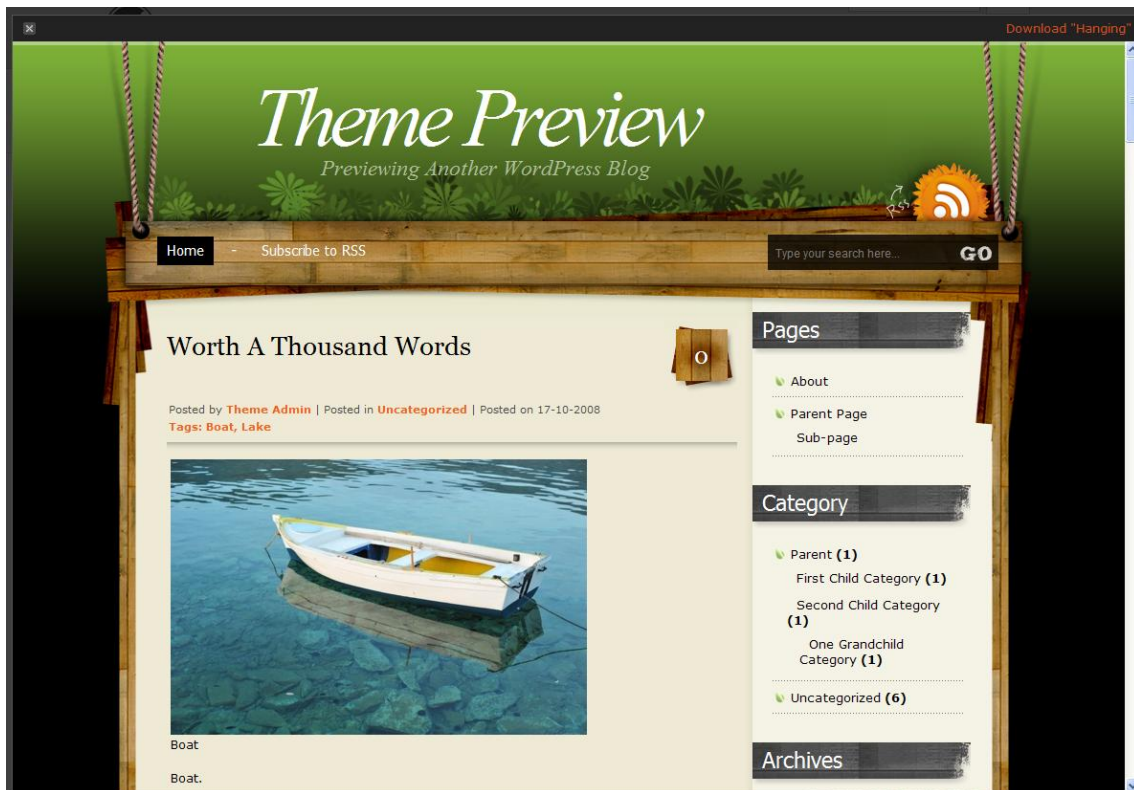 Download "Hanging"
Theme Preview
Previewing Another WordPress Blog
Rss
Home - Subscribe to RSS
Type your search here...
GO
Worth A Thousand Words
0
Posted by Theme Admin | Posted in Uncategorized | Posted on 17-10-2008
Tags: Boat, Lake
Boat
Boat.
Pages
About
Parent Page
Sub-page
Category
Parent (1)
First Child Category (1)
Second Child Category
(1)
One Grandchild
Category (1)
Uncategorized (6)
Archives